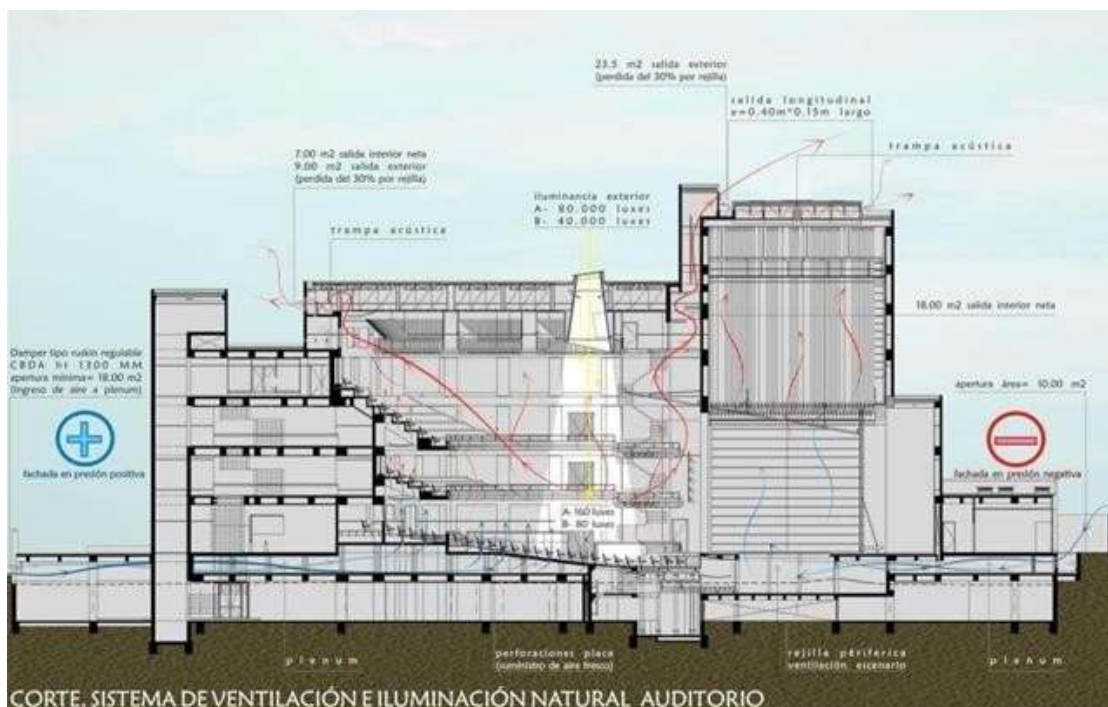 23.5 m2 salida exterior
(perdida del 30% por rejilla)
salida longitudinal
e=0.40m*0.15m largo
trampa acústica
7.00 m2 salida interior neta
9.00 m2 salida exterior
(perdida del 30% por rejilla)
iluminancia exterior
A- 80.000 luxes
B- 40.000 luxes
trampa acústica
18.00 m2 salida interior neta
Damper tipo ruskin regulable
CBDA ht 1300 M.M
apertura mínima= 18.00 m2
(ingreso de aire a plenum)
apertura área= 10.00 m2
fachada en presión positiva
fachada en presión negativa
A- 160 luxes
B- 80 luxes
plenum
perforaciones placa
(suministro de aire fresco)
rejilla périferica
ventilación escenario
plenum
CORTE. SISTEMA DE VENTILACIÓN E ILUMINACIÓN NATURAL AUDITORIO